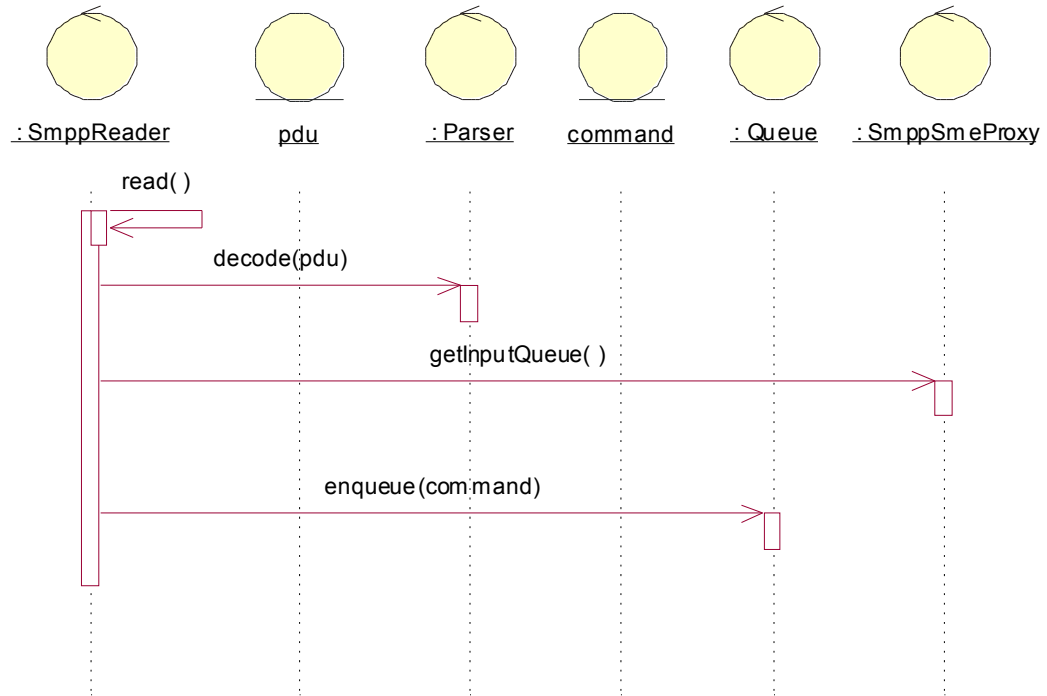 : SmppReader
pdu
: Parser
command
: Queue
: SmppSmeProxy
read( )
decode(pdu)
getInputQueue( )
enqueue(command)